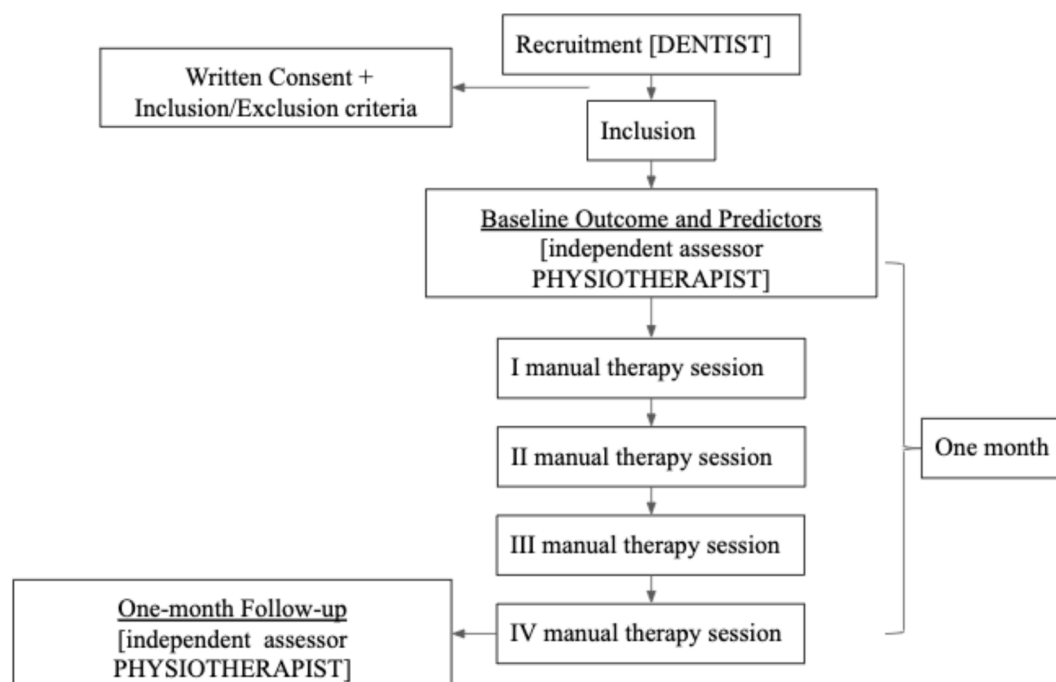 Recruitment [DENTIST]
Written Consent +
Inclusion/Exclusion criteria
Inclusion
Baseline Outcome and Predictors
[independent assessor
PHYSIOTHERAPIST]
I manual therapy session
II manual therapy session
One month
III manual therapy session
IV manual therapy session
One-month Follow-up
[independent assessor
PHYSIOTHERAPIST]